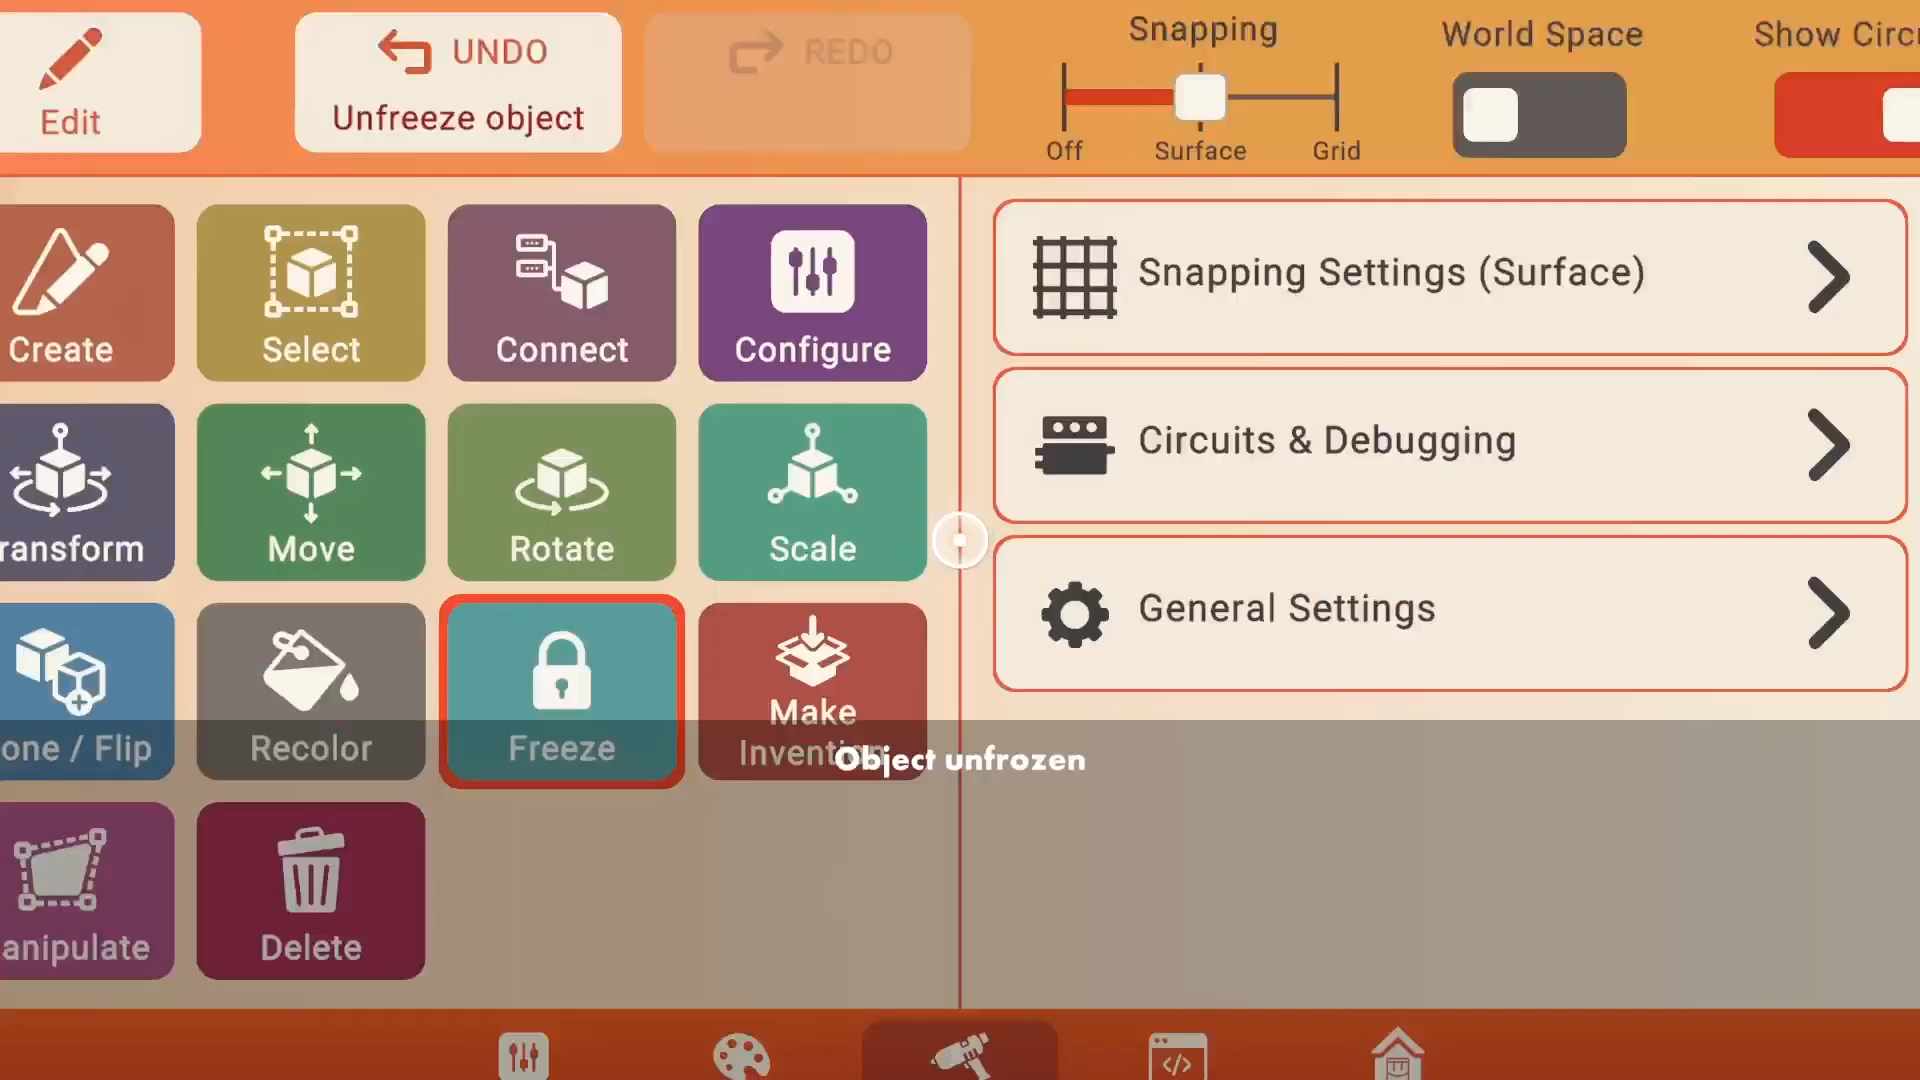 Edit
UNDO
Unfreeze object
REDO
Snapping
Off
Surface
Grid
World Space
Show Circ
Create
Select
Connect
Configure
ransform
Move
Rotate
Scale
one / Flip
Recolor
Freeze
Make
Invention
anipulate
Delete
Snapping Settings (Surface)
Circuits & Debugging
General Settings
Object unfrozen